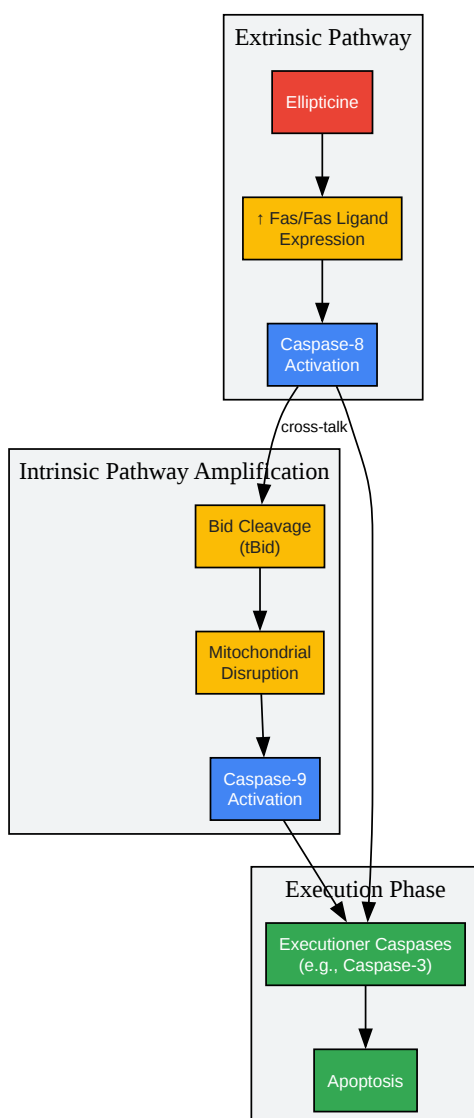 Extrinsic Pathway
Ellipticine
↑ Fas/Fas Ligand
Expression
Caspase-8
Activation
cross-talk
Intrinsic Pathway Amplification
Bid Cleavage
(tBid)
Mitochondrial
Disruption
Caspase-9
Activation
Execution Phase
Executioner Caspases
(e.g., Caspase-3)
Apoptosis